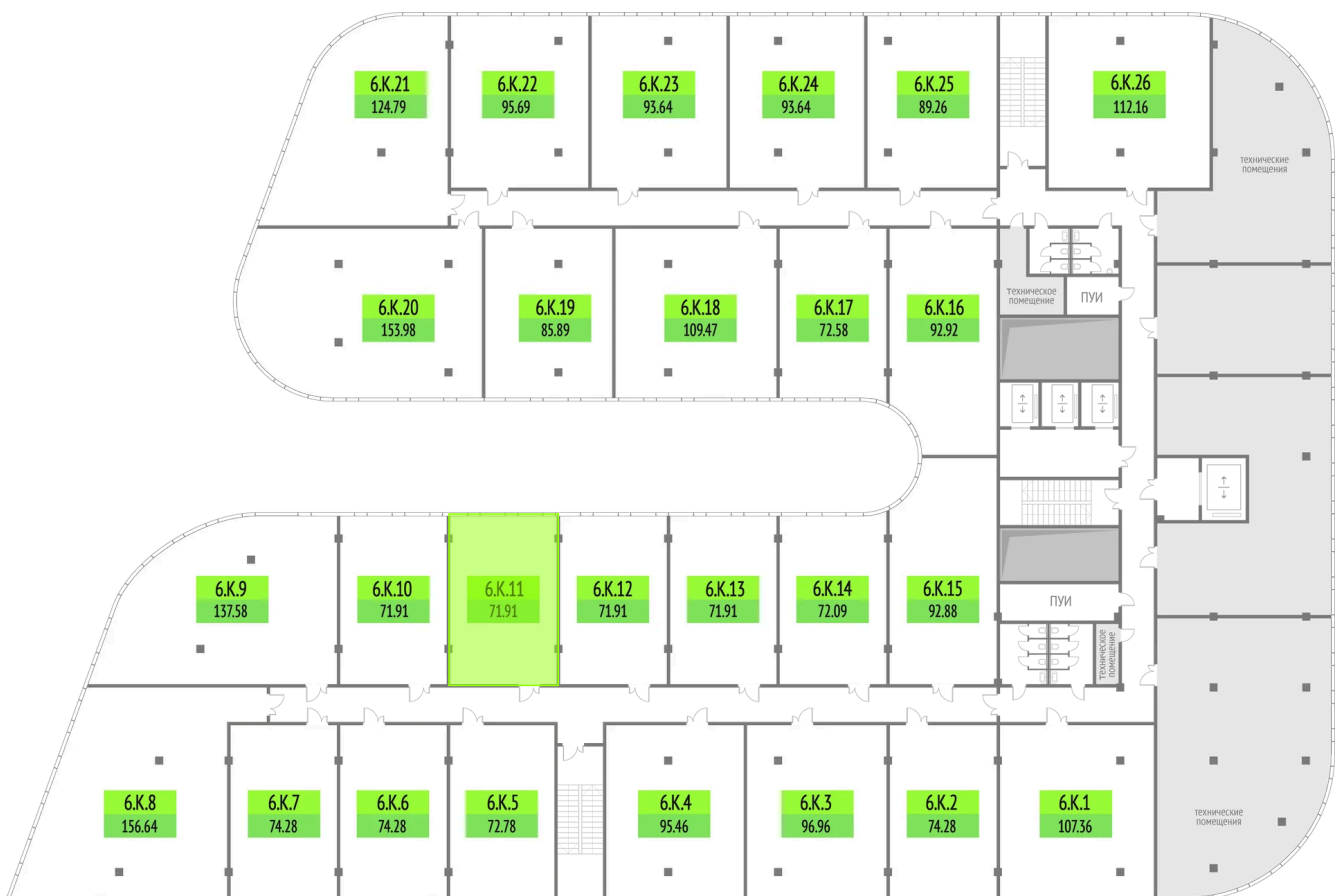 6.K.21
124.79
6.K.22
95.69
6.K.23
93.64
6.K.24
93.64
6.K.25
89.26
6.K.26
112.16
технические
помещения
6.K.20
153.98
6.K.19
85.89
6.K.18
109.47
6.K.17
72.58
6.K.16
92.92
техническое
помещение
ПУИ
6.K.9
137.58
6.K.10
71.91
6.K.11
71.91
6.K.12
71.91
6.K.13
71.91
6.K.14
72.09
6.K.15
92.88
ПУИ
техническое
помещение
6.K.8
156.64
6.K.7
74.28
6.K.6
74.28
6.K.5
72.78
6.K.4
95.46
6.K.3
96.96
6.K.2
74.28
6.K.1
107.36
технические
помещения